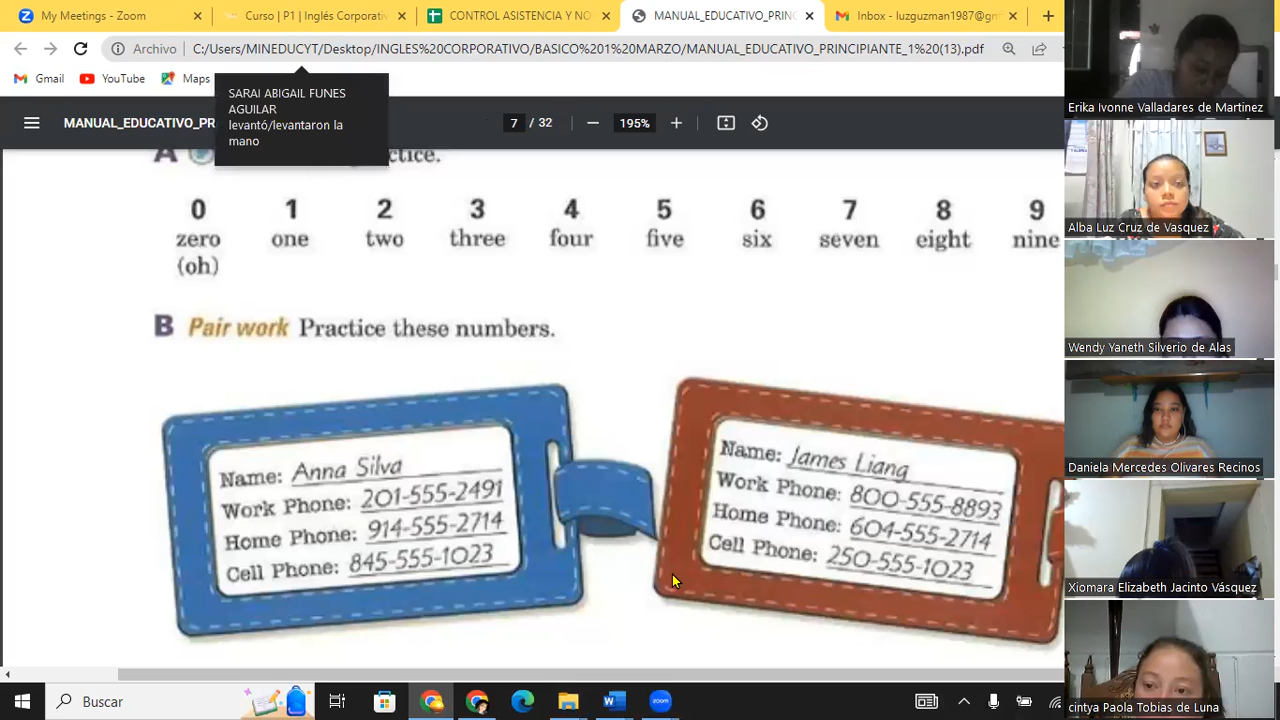 My Meetings - Zoom
Curso | P1 | Inglés Corporativ
CONTROL ASISTENCIA Y NO
MANUAL_EDUCATIVO_PRINC
Inbox - luzguzman1987@gm
Archivo
C:/Users/MINEDUCYT/Desktop/INGLES%20CORPORATIVO/BASICO%201%20MARZO/MANUAL_EDUCATIVO_PRINCIPIANTE_1%20(13).pdf
Gmail
YouTube
Maps
SARAI ABIGAIL FUNES
AGUILAR
levantó/levantaron la
mano
MANUAL_EDUCATIVO_PR
7 / 32
195%
A
ctice.
0 1 2 3 4 5 6 7 8 9
zero one two three four five six seven eight nine
(oh)
B Pair work Practice these numbers.
Name: Anna Silva
Work Phone: 201-555-2491
Home Phone: 914-555-2714
Cell Phone: 845-555-1023
Name: James Liang
Work Phone: 800-555-8893
Home Phone: 604-555-2714
Cell Phone: 250-555-1023
Erika Ivonne Valladares de Martinez
Alba Luz Cruz de Vasquez
Wendy Yaneth Silverio de Alas
Daniela Mercedes Olivares Recinos
Xiomara Elizabeth Jacinto Vásquez
cintya Paola Tobias de Luna
Buscar
zoom